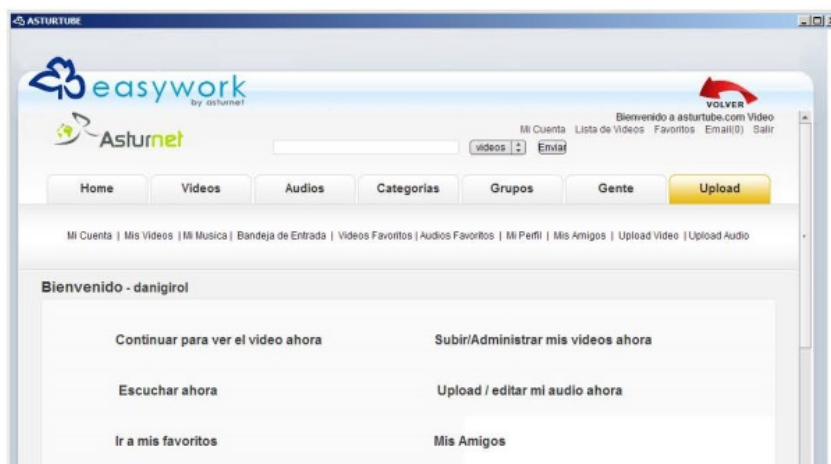 ASTURTUBE
easywork
by asturnet
VOLVER
Bienvenido a asturtube.com Video
Asturnet
Mi Cuenta Lista de Videos Favoritos Email(0) Salir
videos Enviar
Home Videos Audios Categorias Grupos Gente Upload
Mi Cuenta | Mis Videos | Mi Musica | Bandeja de Entrada | Videos Favoritos | Audios Favoritos | Mi Perfil | Mis Amigos | Upload Video | Upload Audio
Bienvenido - danigirol
Continuar para ver el video ahora Subir/Administrar mis videos ahora
Escuchar ahora Upload / editar mi audio ahora
Ir a mis favoritos Mis Amigos